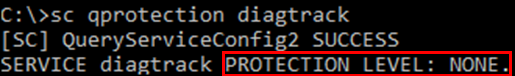 C:\>sc qprotection diagtrack
[SC] QueryServiceConfig2 SUCCESS
SERVICE diagtrack PROTECTION LEVEL: NONE.